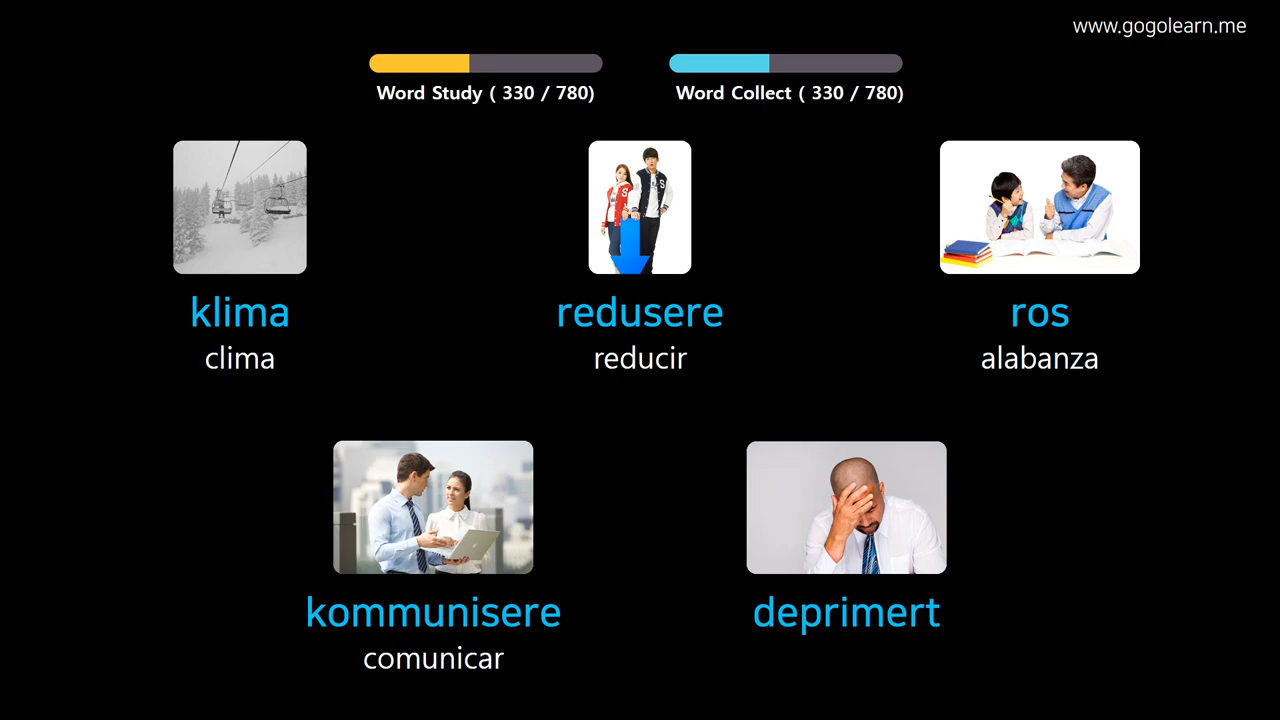 www.gogolearn.me
Word Study ( 330 / 780)
Word Collect ( 330 / 780)
klima
clima
redusere
reducir
ros
alabanza
kommunisere
comunicar
deprimert